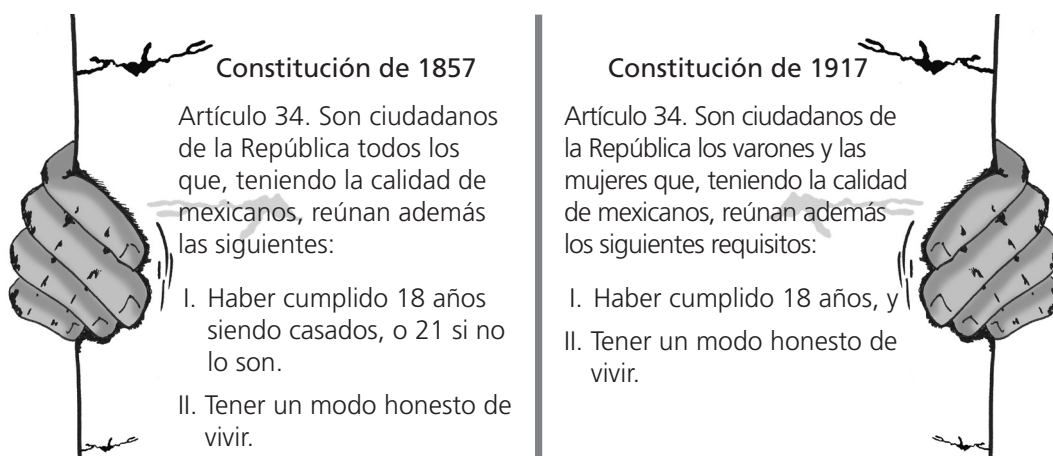 Constitución de 1857
Artículo 34. Son ciudadanos
de la República todos los
que, teniendo la calidad de
mexicanos, reúnan además
las siguientes:
I. Haber cumplido 18 años
siendo casados, o 21 si no
lo son.
II. Tener un modo honesto de
vivir.
Constitución de 1917
Artículo 34. Son ciudadanos de
la República los varones y las
mujeres que, teniendo la calidad
de mexicanos, reúnan además
los siguientes requisitos:
I. Haber cumplido 18 años, y
II. Tener un modo honesto de
vivir.